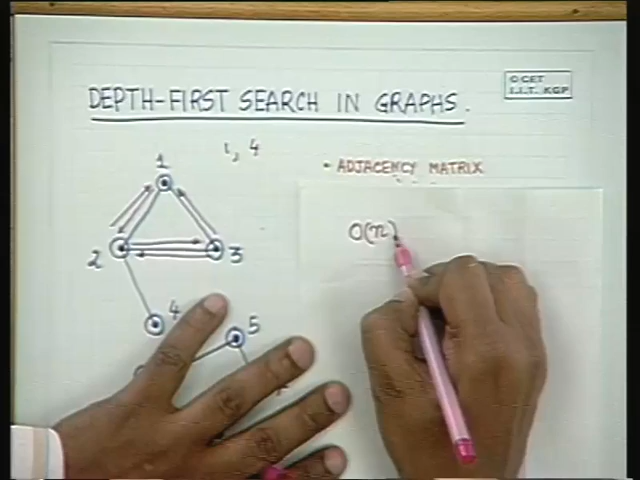 © CET
I.I.T. KGP
DEPTH-FIRST SEARCH IN GRAPHS.
1, 4
• ADJACENCY MATRIX
1
O(n)
2
3
4
5